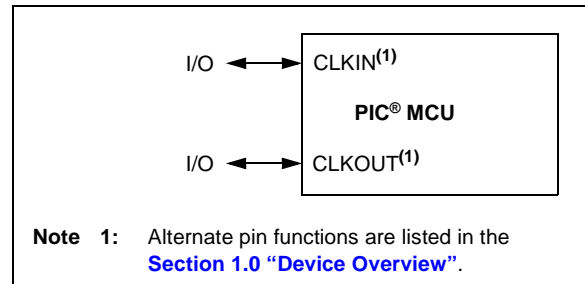 I/O CLKIN(1)
PIC® MCU
I/O CLKOUT(1)
Note 1: Alternate pin functions are listed in the
Section 1.0 “Device Overview”.